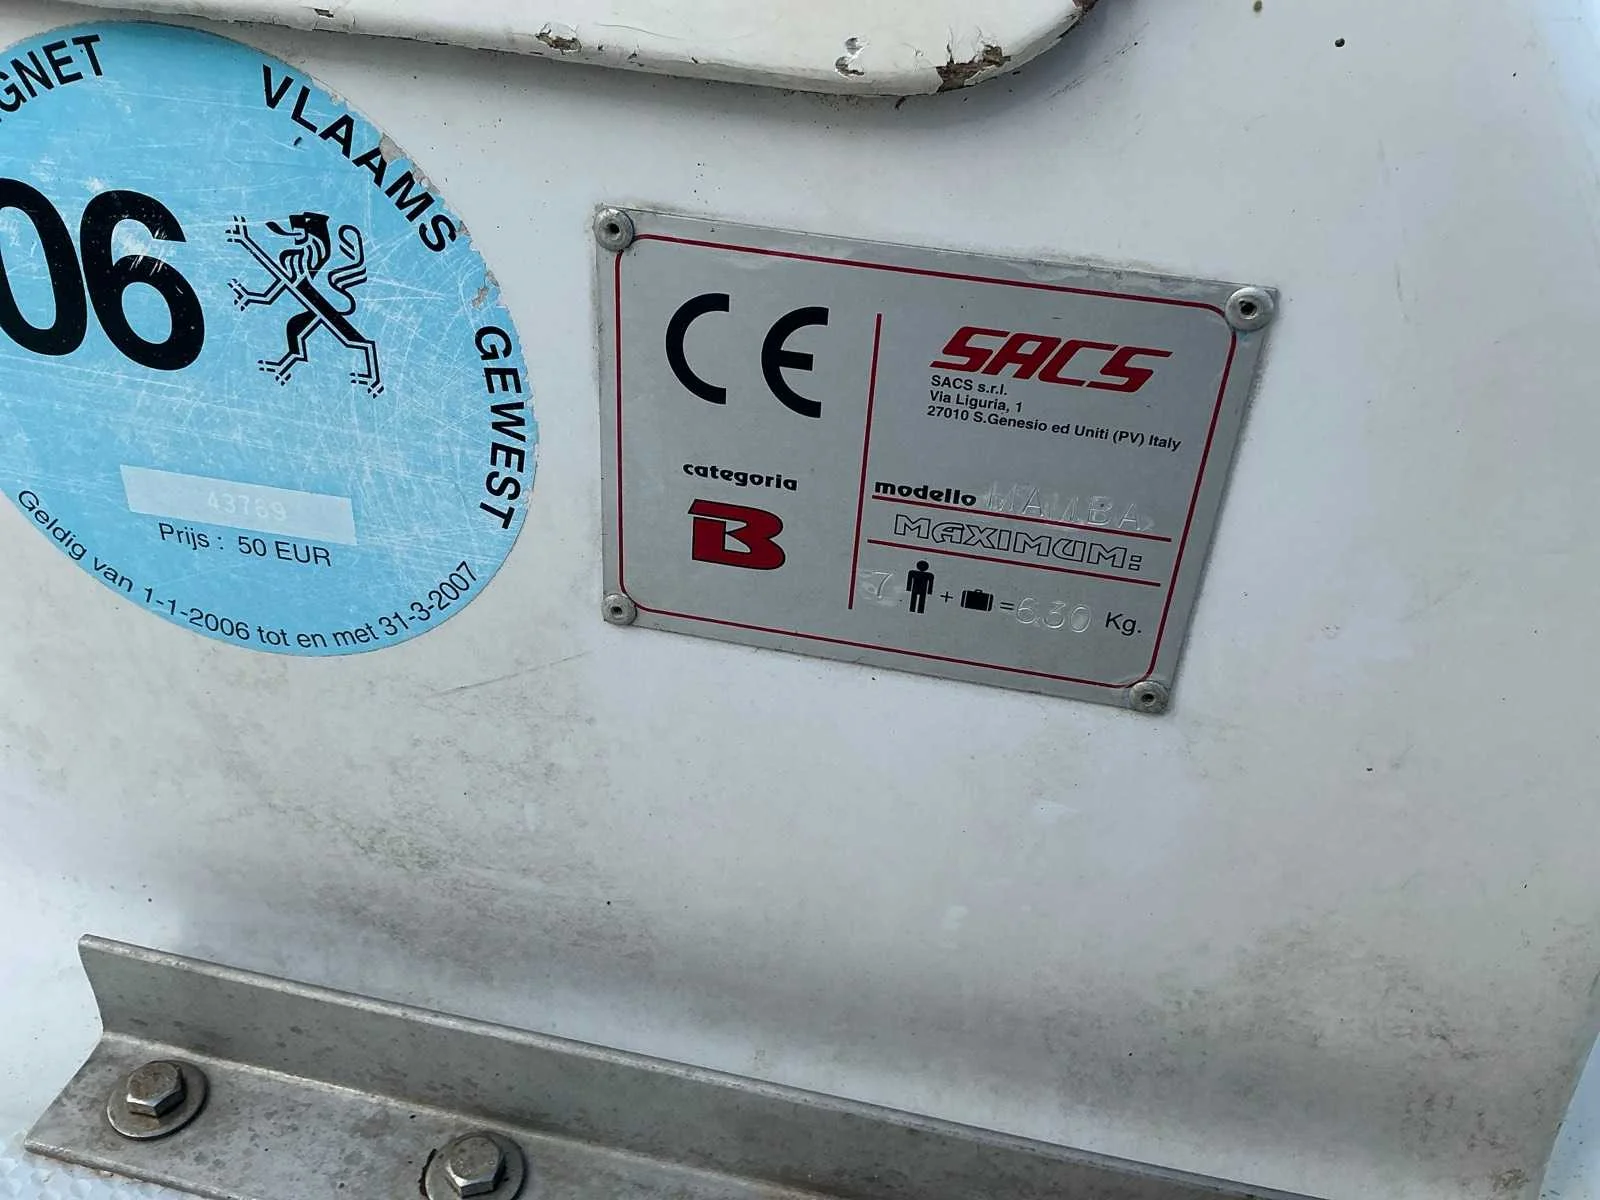 GNET VLAAMS GEWEST
06
43789
Prijs : 50 EUR
Geldig van 1-1-2006 tot en met 31-3-2007
CE
categoria
B
SACS
SACS s.r.l.
Via Liguria, 1
27010 S.Genesio ed Uniti (PV) Italy
modello MAMBA
MAXIMUM:
7 + = 630 Kg.